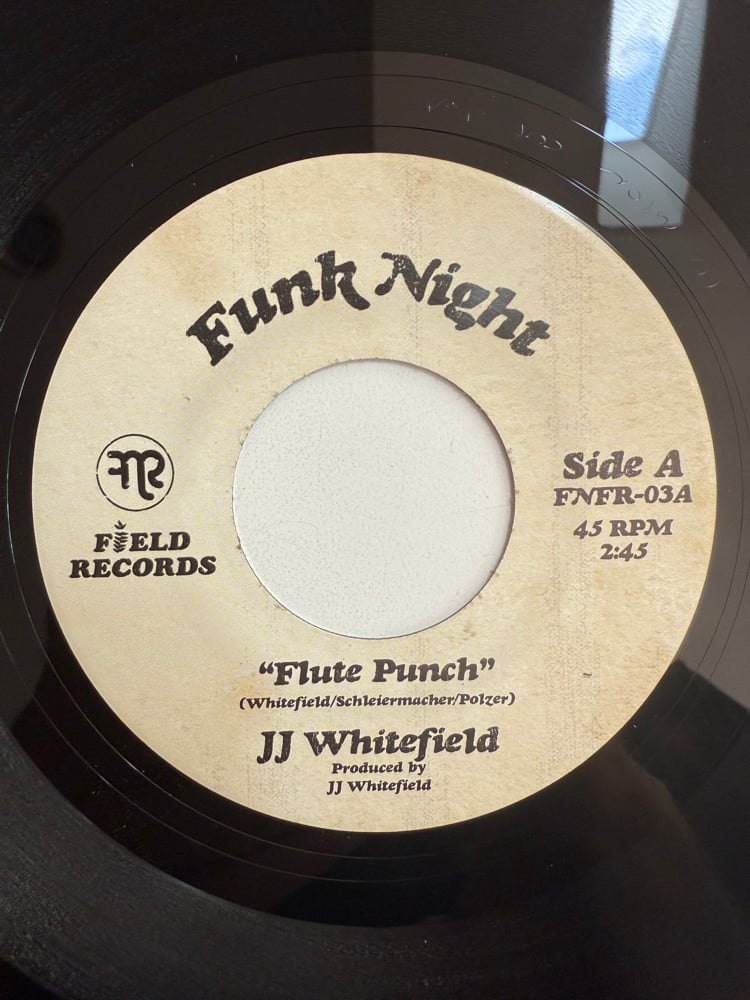 Funk Night
FR
FIELD
RECORDS
Side A
FNFR-03A
45 RPM
2:45
"Flute Punch"
(Whitefield/Schleiermacher/Polzer)
JJ Whitefield
Produced by
JJ Whitefield